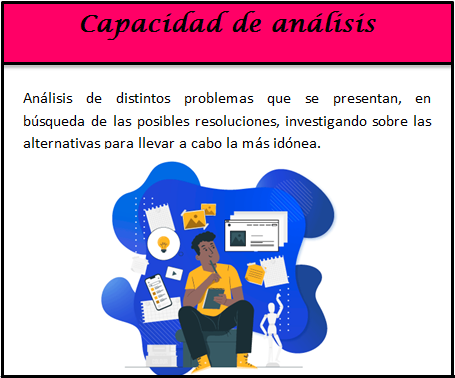 Capacidad de análisis
Análisis de distintos problemas que se presentan, en
búsqueda de las posibles resoluciones, investigando sobre las
alternativas para llevar a cabo la más idónea.